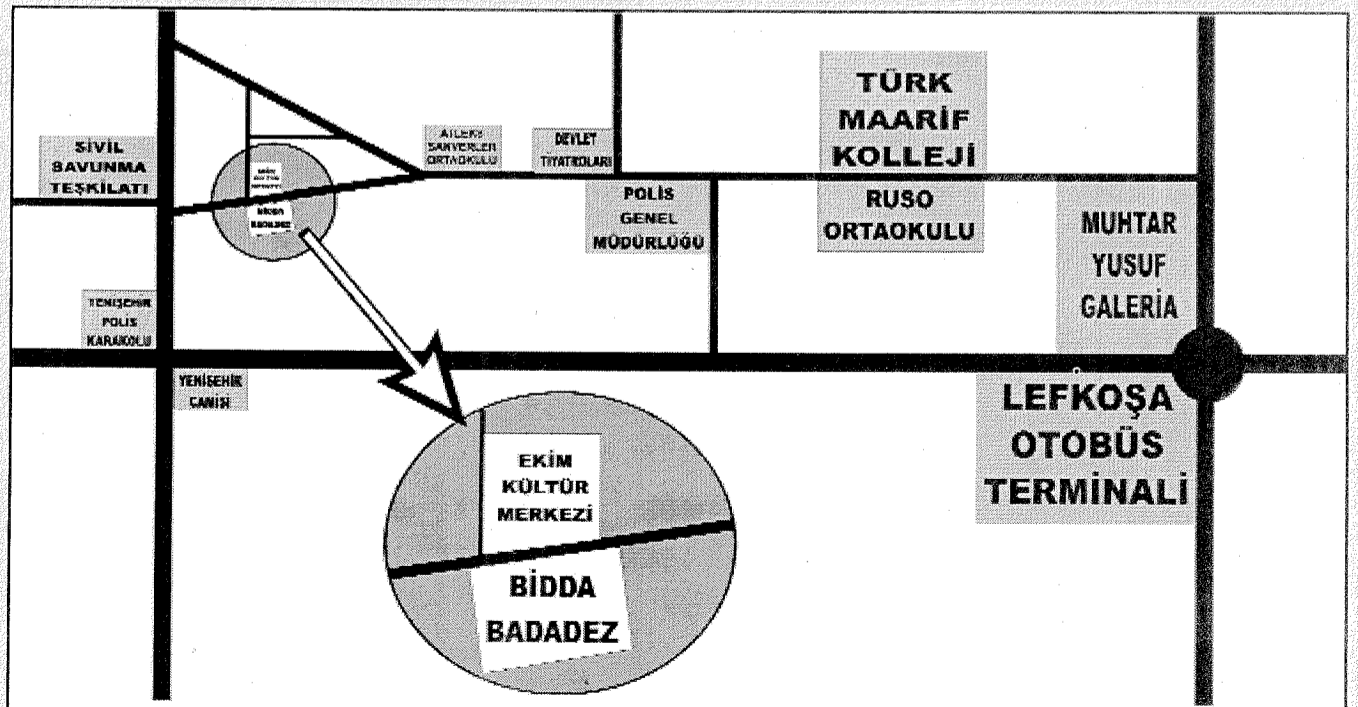 TÜRK
MAARİF
KOLLEJİ
SİVİL
SAVUNMA
TEŞKİLATI
DEVLET
TİYATROLARI
ORTAOKULU
POLİS
GENEL
MÜDÜRLÜĞÜ
RUSO
ORTAOKULU
MUHTAR
YUSUF
GALERİA
YENİŞEHİR
POLİS
KARAKOLU
YENİŞEHİR
CAMİSİ
LEFKOŞA
OTOBÜS
TERMİNALİ
EKİM
KÜLTÜR
MERKEZİ
BİDDA
BADADEZ